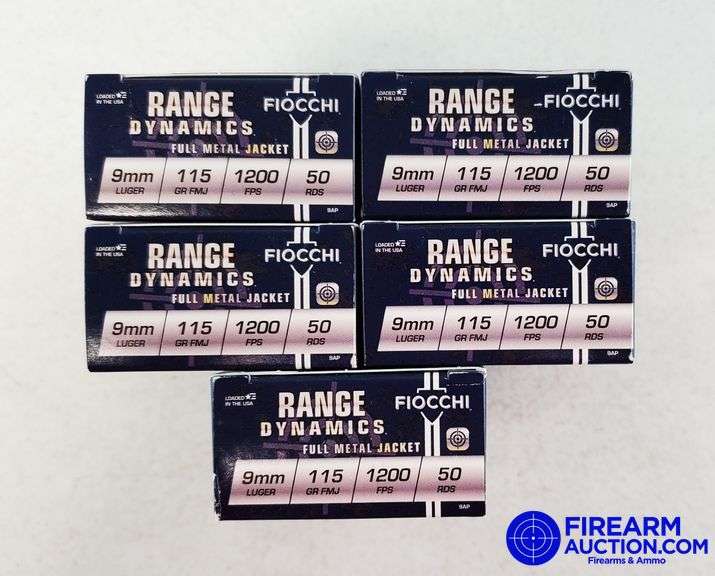 LOADED IN THE USA
RANGE
DYNAMICS
FIOCCHI
FULL METAL JACKET
9mm 115 1200 50
LUGER GR FMJ FPS RDS
9AP
LOADED IN THE USA
RANGE
DYNAMICS
FIOCCHI
FULL METAL JACKET
9mm 115 1200 50
LUGER GR FMJ FPS RDS
9AP
LOADED IN THE USA
RANGE
DYNAMICS
FIOCCHI
FULL METAL JACKET
9mm 115 1200 50
LUGER GR FMJ FPS RDS
9AP
LOADED IN THE USA
RANGE
DYNAMICS
FIOCCHI
FULL METAL JACKET
9mm 115 1200 50
LUGER GR FMJ FPS RDS
9AP
LOADED IN THE USA
RANGE
DYNAMICS
FIOCCHI
FULL METAL JACKET
9mm 115 1200 50
LUGER GR FMJ FPS RDS
9AP
FIREARM
AUCTION.COM
Firearms & Ammo